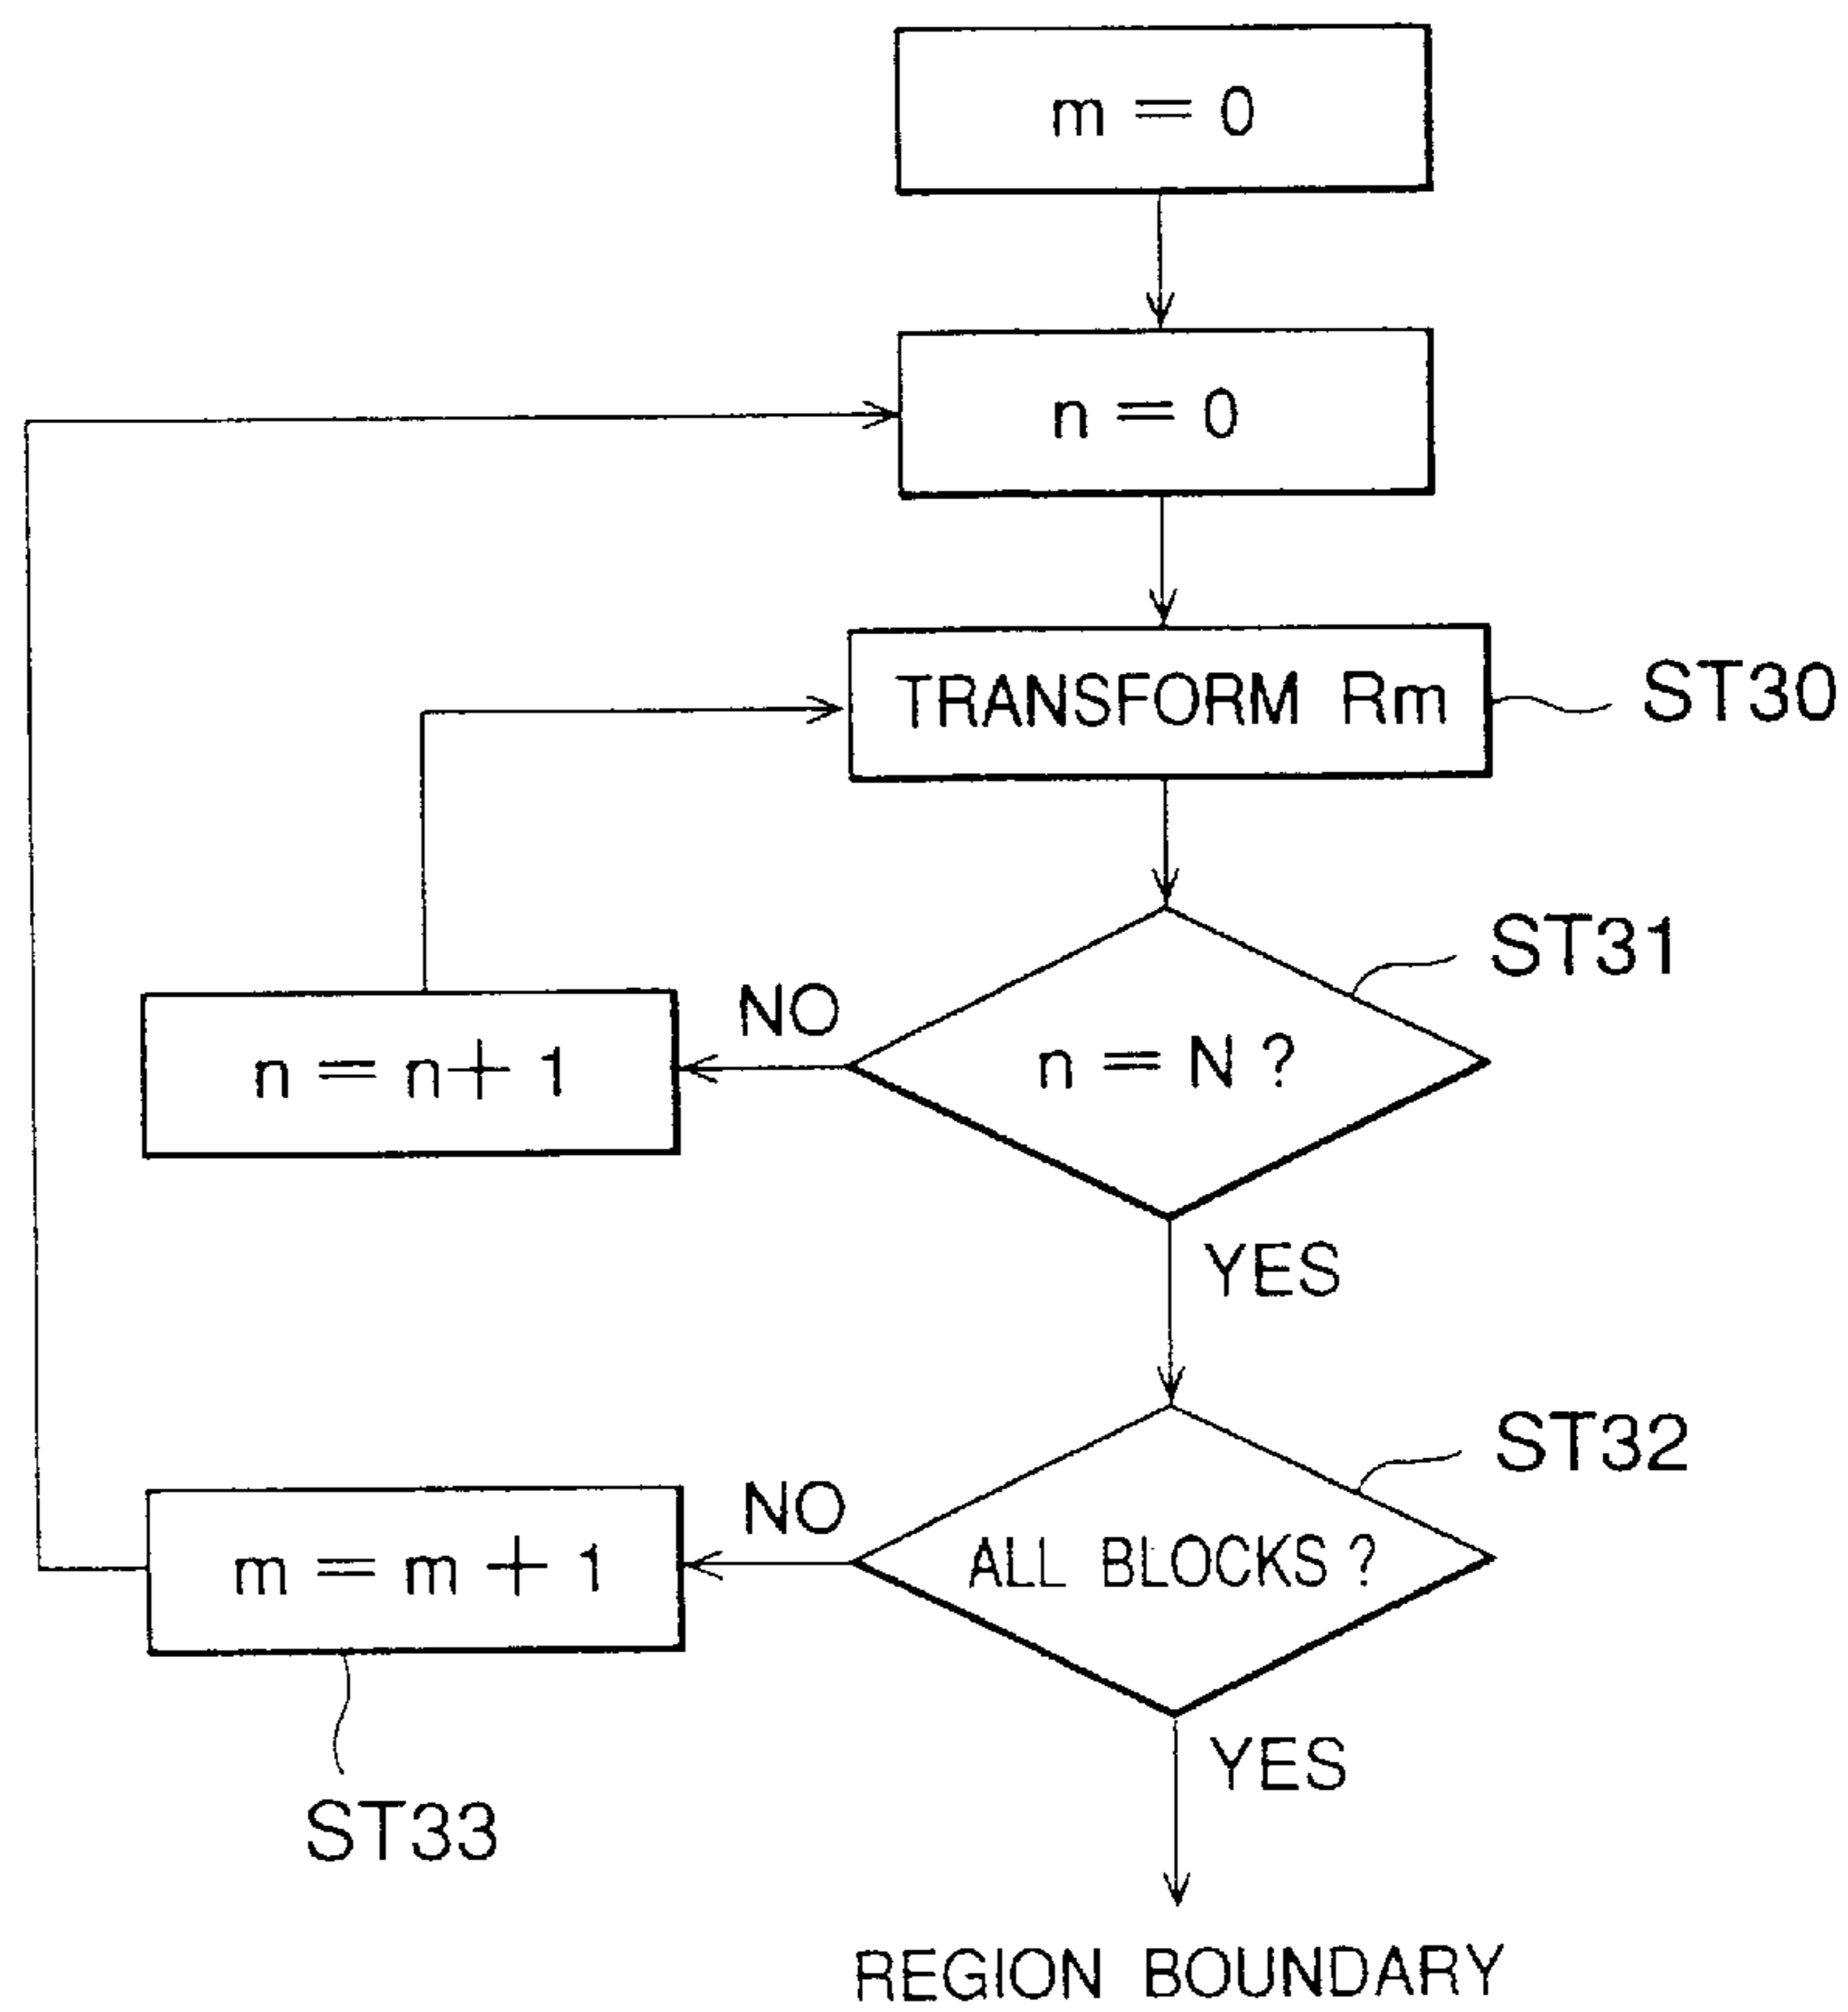 m = 0
n = 0
TRANSFORM Rm
ST30
ST31
NO
n = n + 1
n = N ?
YES
ST32
NO
m = m + 1
ALL BLOCKS ?
YES
ST33
REGION BOUNDARY